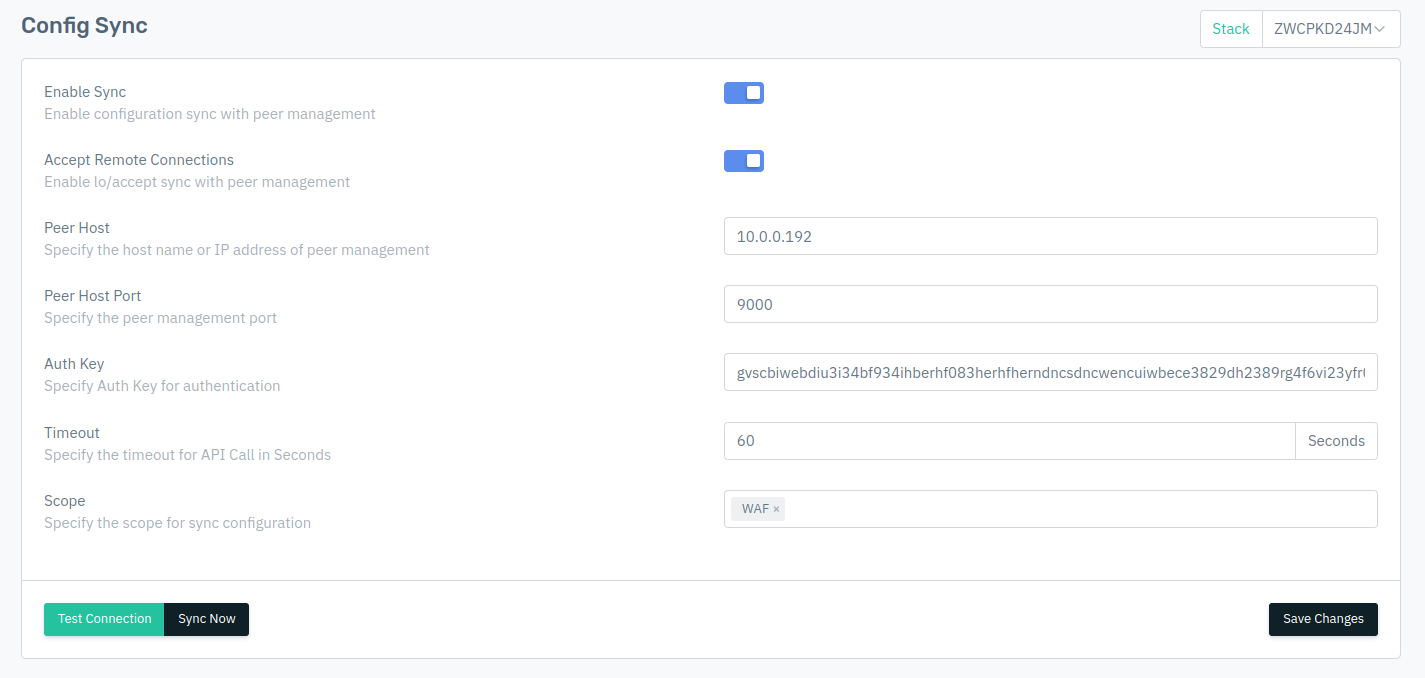 Config Sync
Stack
ZWCPKD24JM
Enable Sync
Enable configuration sync with peer management
Accept Remote Connections
Enable lo/accept sync with peer management
Peer Host
Specify the host name or IP address of peer management
10.0.0.192
Peer Host Port
Specify the peer management port
9000
Auth Key
Specify Auth Key for authentication
gvscbiwebdiu3i34bf934ihberhf083herhfherndncsdncwencuiwbece3829dh2389rg4f6vi23yfr
Timeout
Specify the timeout for API Call in Seconds
60
Seconds
Scope
Specify the scope for sync configuration
WAF ×
Test Connection
Sync Now
Save Changes